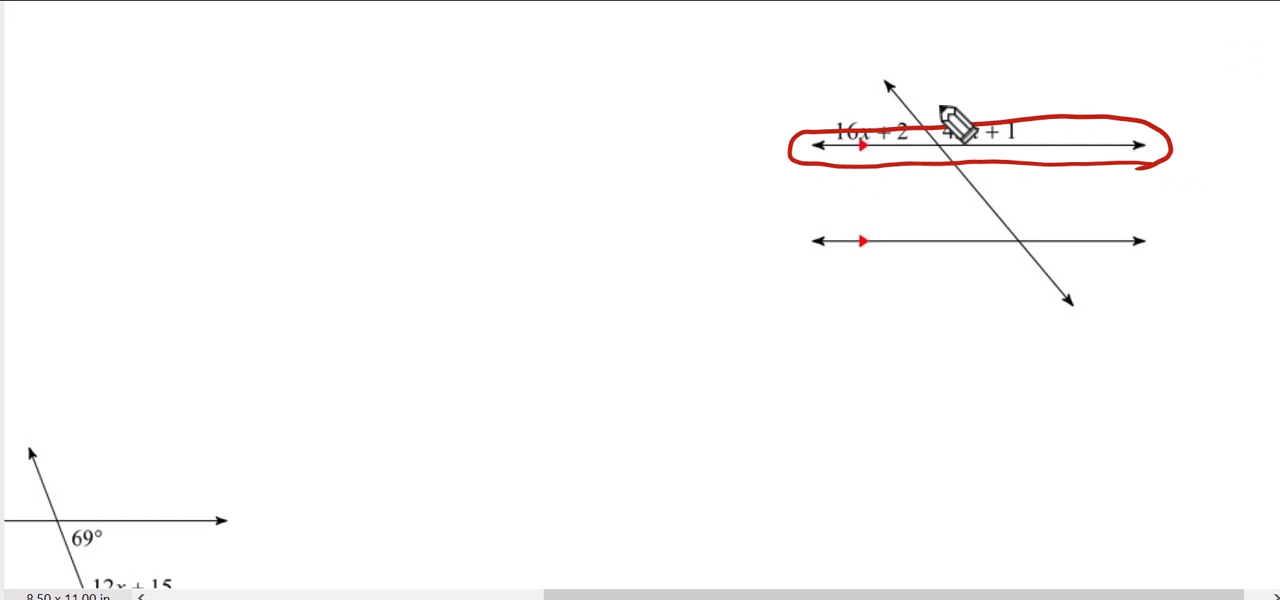 16x + 2 + 1
69°
12x + 15
8.50 x 11.00 in